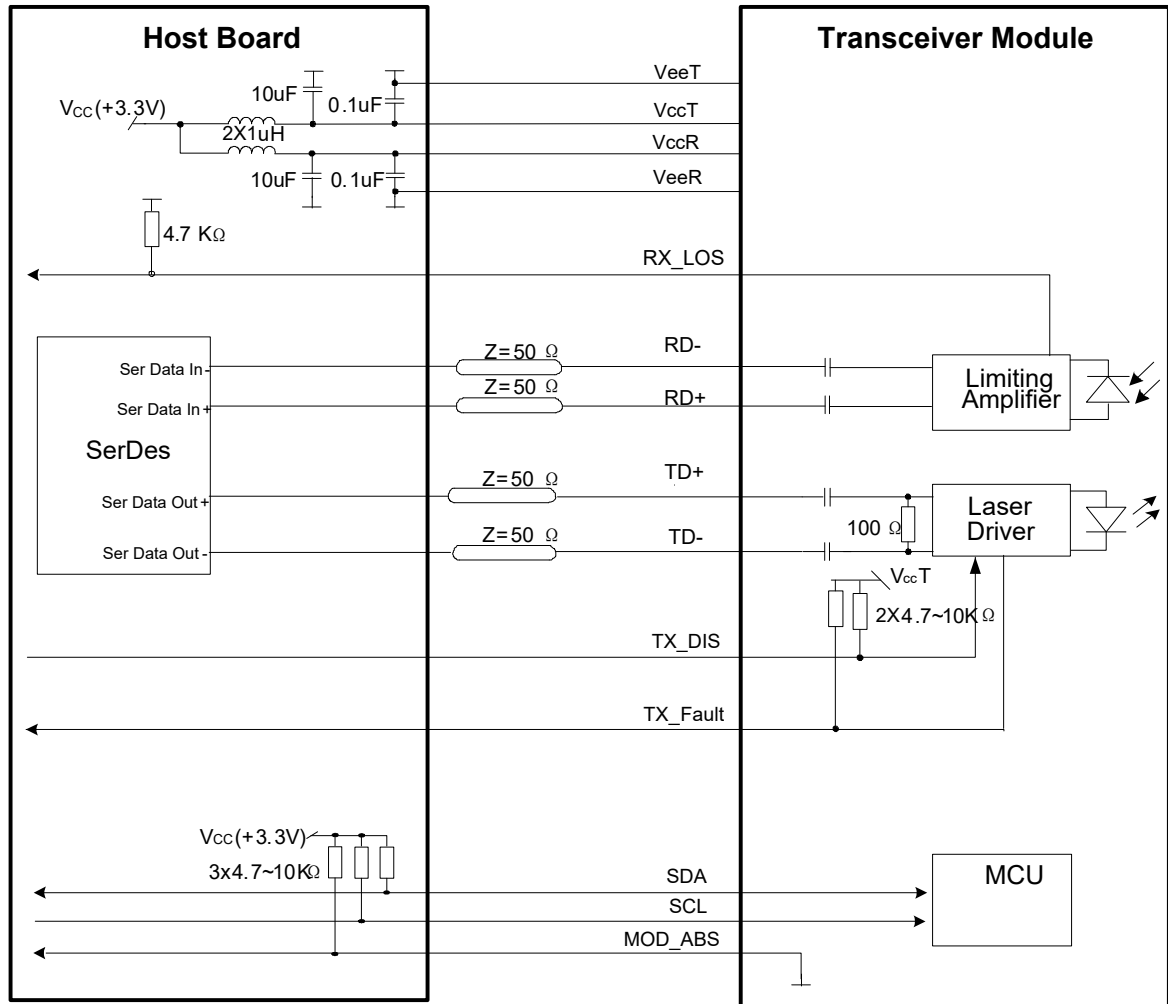 Host Board
Transceiver Module
VeeT
10uF
0.1uF
Vcc(+3.3V)
VccT
2X1uH
VccR
10uF
0.1uF
VeeR
4.7 KΩ
RX_LOS
Z=50 Ω
RD-
Ser Data In-
Limiting
Amplifier
Z=50 Ω
RD+
Ser Data In+
SerDes
Z=50 Ω
TD+
Ser Data Out+
Laser
Driver
100 Ω
Z=50 Ω
TD-
Ser Data Out-
VccT
2X4.7~10KΩ
TX_DIS
TX_Fault
Vcc(+3.3V)
3x4.7~10KΩ
SDA
MCU
SCL
MOD_ABS